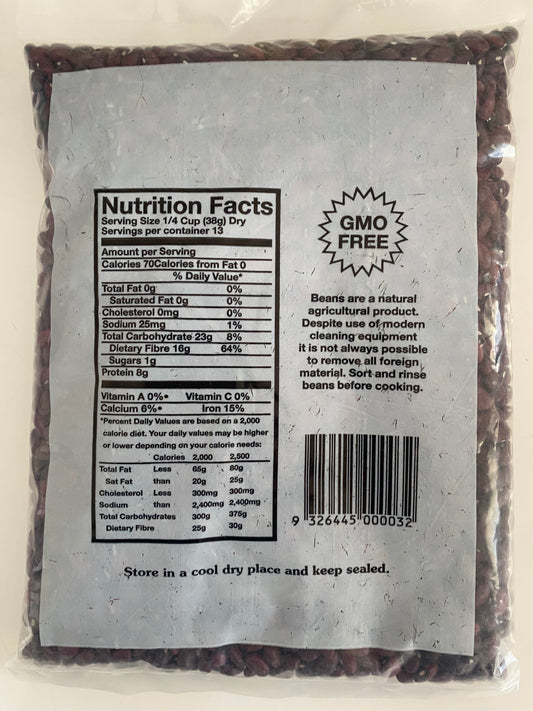 Nutrition Facts
Serving Size 1/4 Cup (38g) Dry
Servings per container 13
Amount per Serving
Calories 70Calories from Fat 0
% Daily Value*
Total Fat 0g 0%
Saturated Fat 0g 0%
Cholesterol 0mg 0%
Sodium 25mg 1%
Total Carbohydrate 23g 8%
Dietary Fibre 16g 64%
Sugars 1g
Protein 8g
Vitamin A 0%• Vitamin C 0%
Calcium 6%• Iron 15%
*Percent Daily Values are based on a 2,000
calorie diet. Your daily values may be higher
or lower depending on your calorie needs:
Calories 2,000 2,500
Total Fat Less 65g 80g
Sat Fat than 20g 25g
Cholesterol Less 300mg 300mg
Sodium than 2,400mg 2,400mg
Total Carbohydrates 300g 375g
Dietary Fibre 25g 30g
GMO
FREE
Beans are a natural
agricultural product.
Despite use of modern
cleaning equipment
it is not always possible
to remove all foreign
material. Sort and rinse
beans before cooking.
9 326445 000032
Store in a cool dry place and keep sealed.